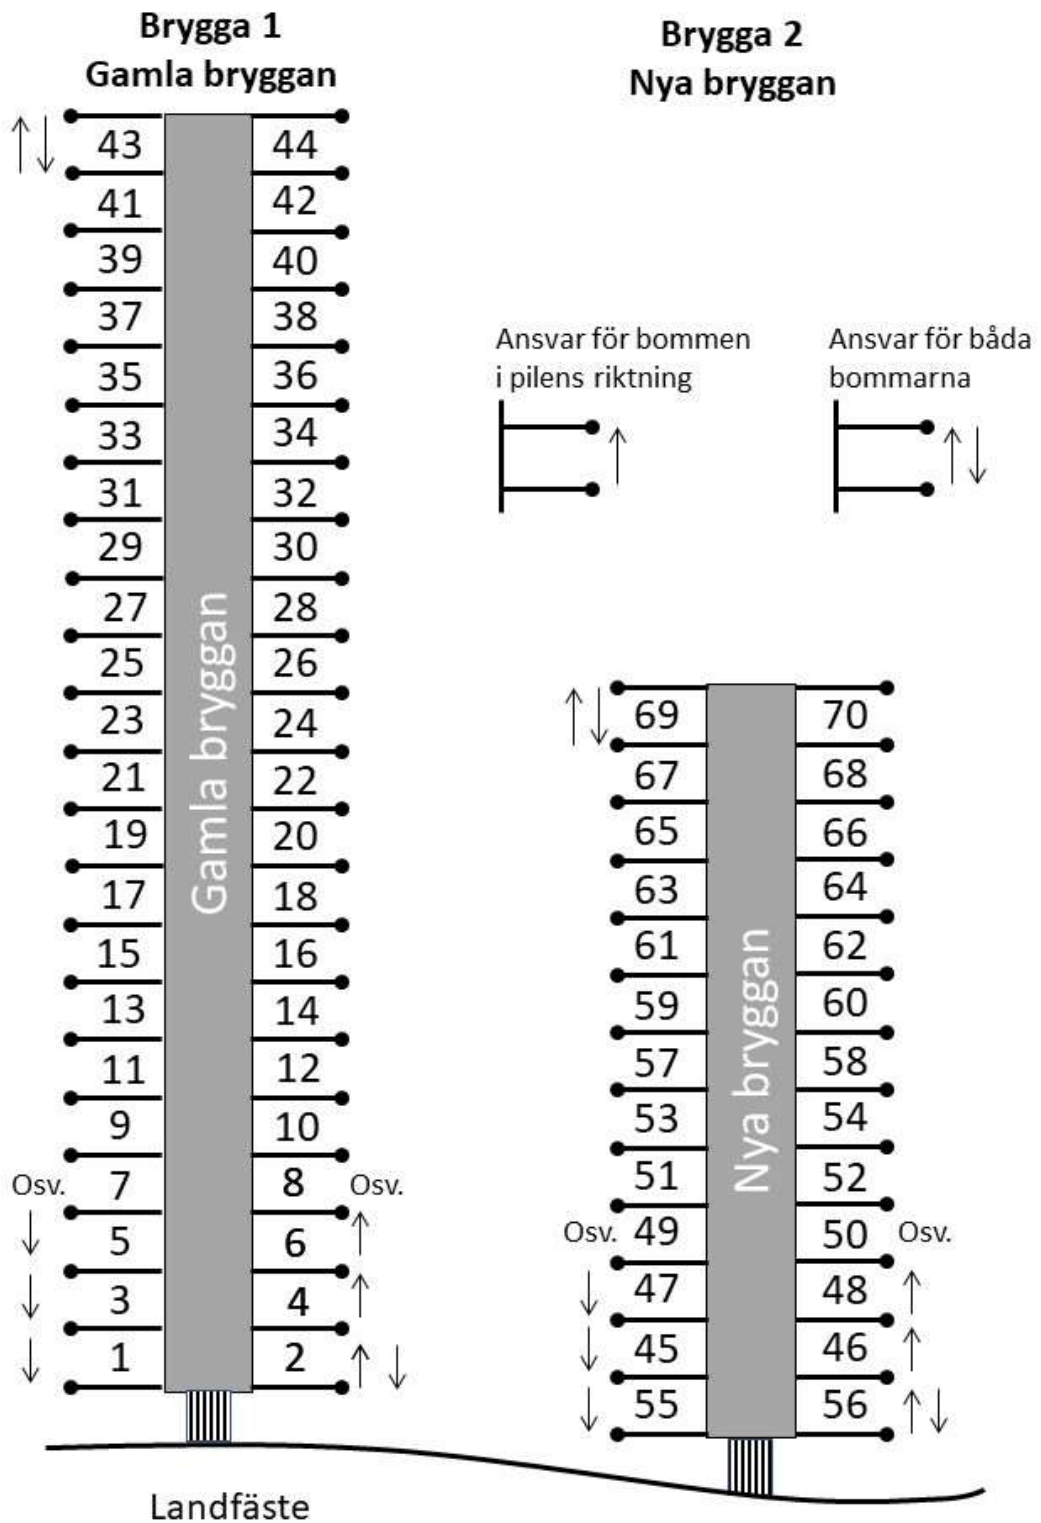 Brygga 1
Gamla bryggan
Brygga 2
Nya bryggan
43 44
41 42
39 40
37 38
35 36
33 34
31 32
29 30
27 28
25 26
23 24
21 22
19 20
17 18
15 16
13 14
11 12
9 10
Osv. 7 8 Osv.
5 6
3 4
1 2
Gamla bryggan
Landfäste
Ansvar för bommen
i pilens riktning
Ansvar för båda
bommarna
69 70
67 68
65 66
63 64
61 62
59 60
57 58
53 54
51 52
Osv. 49 50 Osv.
47 48
45 46
55 56
Nya bryggan